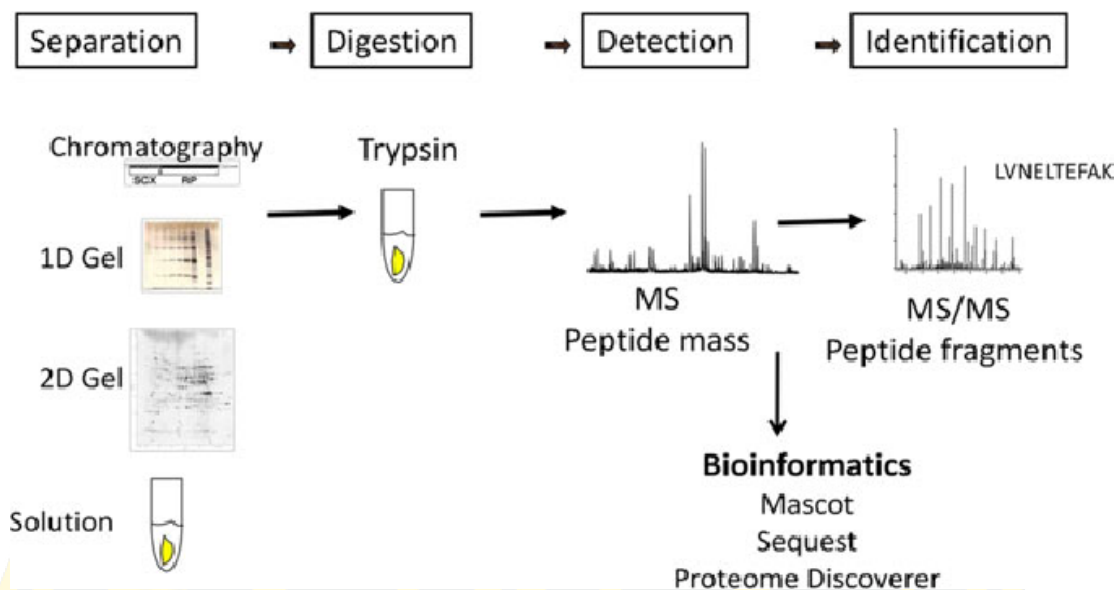 Separation
Digestion
Detection
Identification
Chromatography
SCX RP
1D Gel
2D Gel
Solution
Trypsin
MS
Peptide mass
LVNELTEFAK
MS/MS
Peptide fragments
Bioinformatics
Mascot
Sequest
Proteome Discoverer